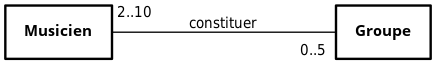 2..10
Musicien
constituer
Groupe
0..5